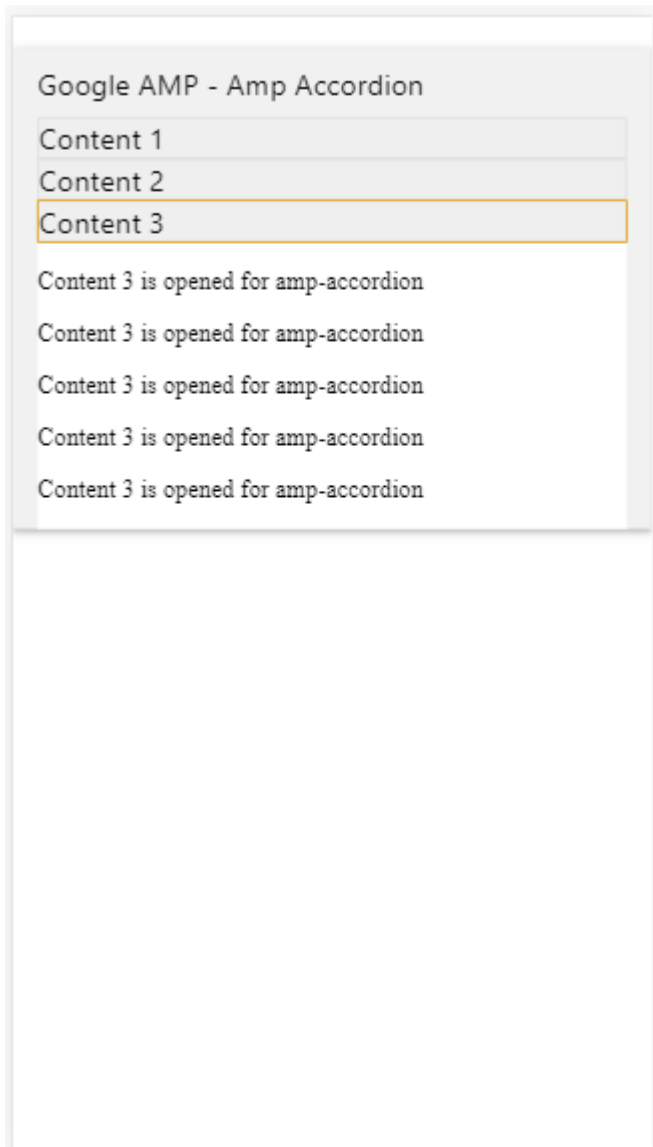 Google AMP - Amp Accordion
Content 1
Content 2
Content 3
Content 3 is opened for amp-accordion
Content 3 is opened for amp-accordion
Content 3 is opened for amp-accordion
Content 3 is opened for amp-accordion
Content 3 is opened for amp-accordion